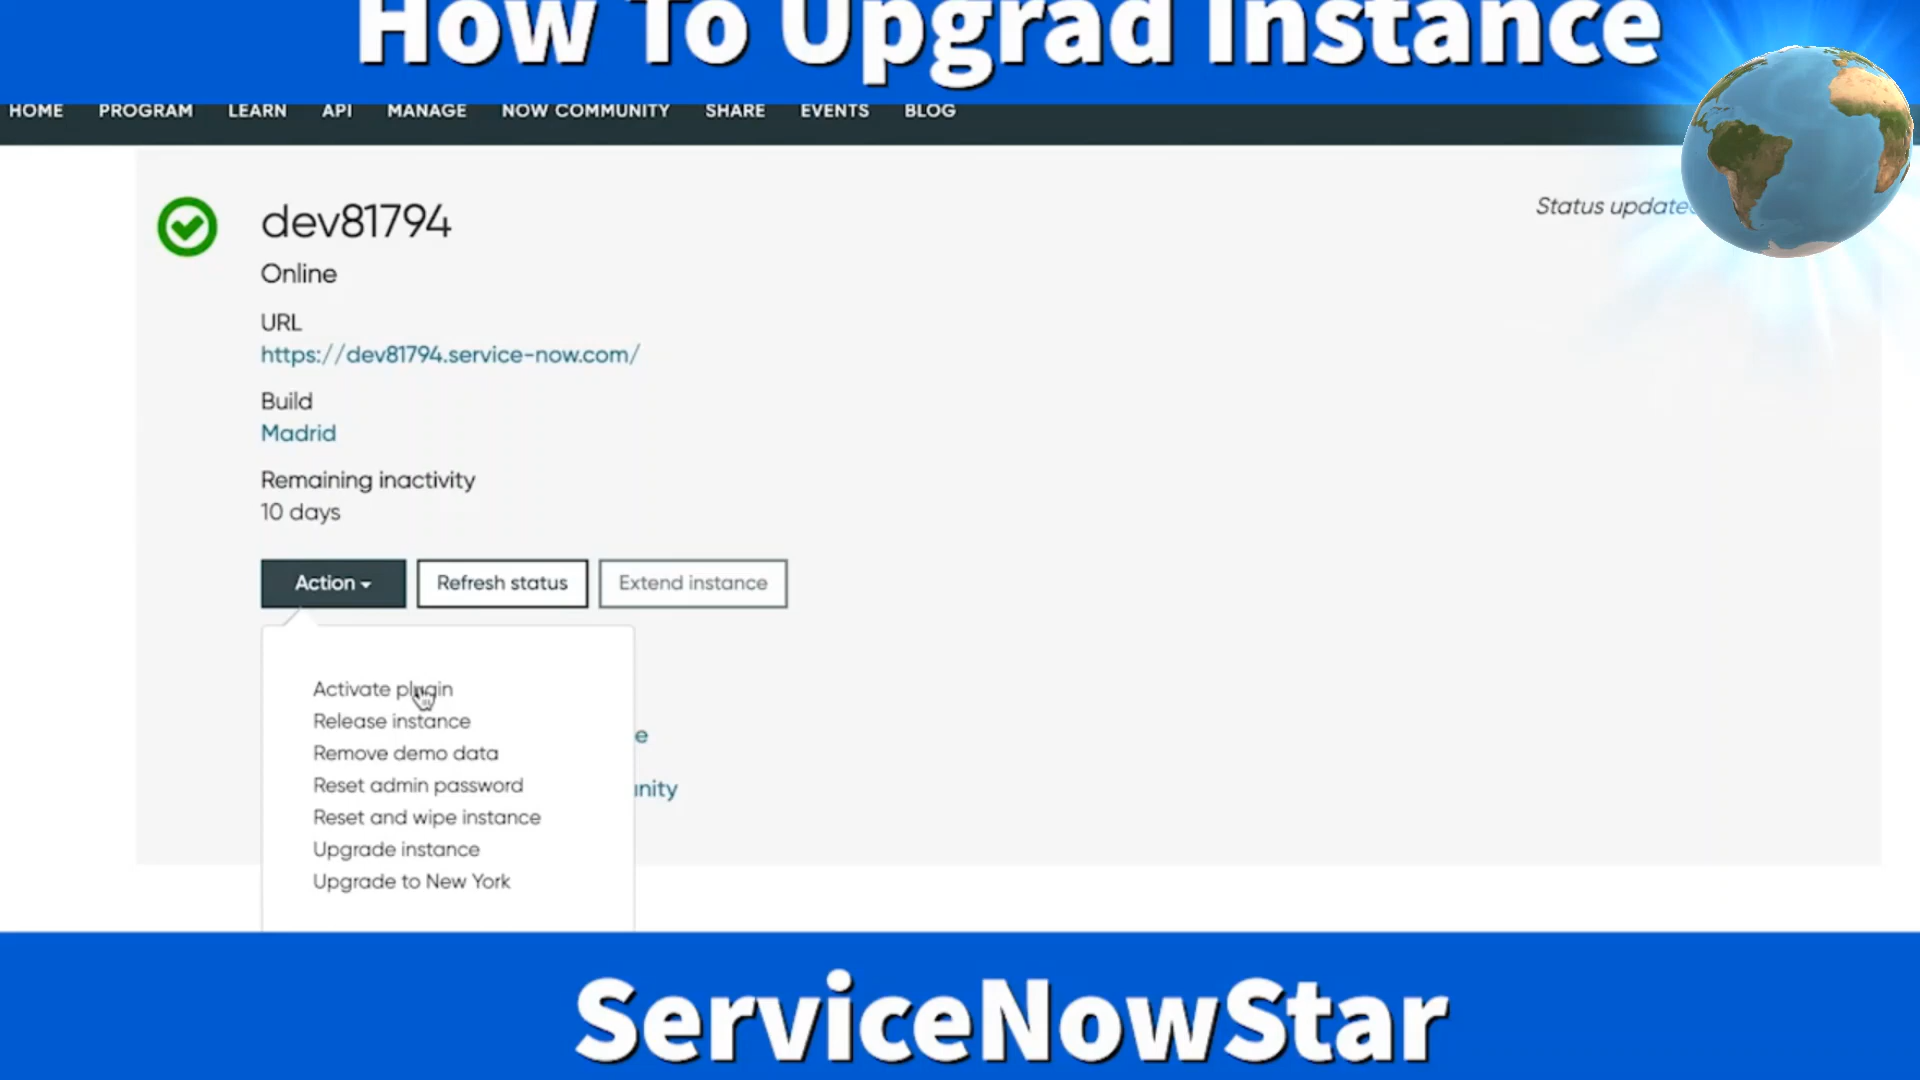 How To Upgrad Instance
HOME PROGRAM LEARN API MANAGE NOW COMMUNITY SHARE EVENTS BLOG
dev81794
Status update
Online
URL
https://dev81794.service-now.com/
Build
Madrid
Remaining inactivity
10 days
Action
Refresh status
Extend instance
Activate plugin
Release instance
e
Remove demo data
Reset admin password
nity
Reset and wipe instance
Upgrade instance
Upgrade to New York
ServiceNowStar